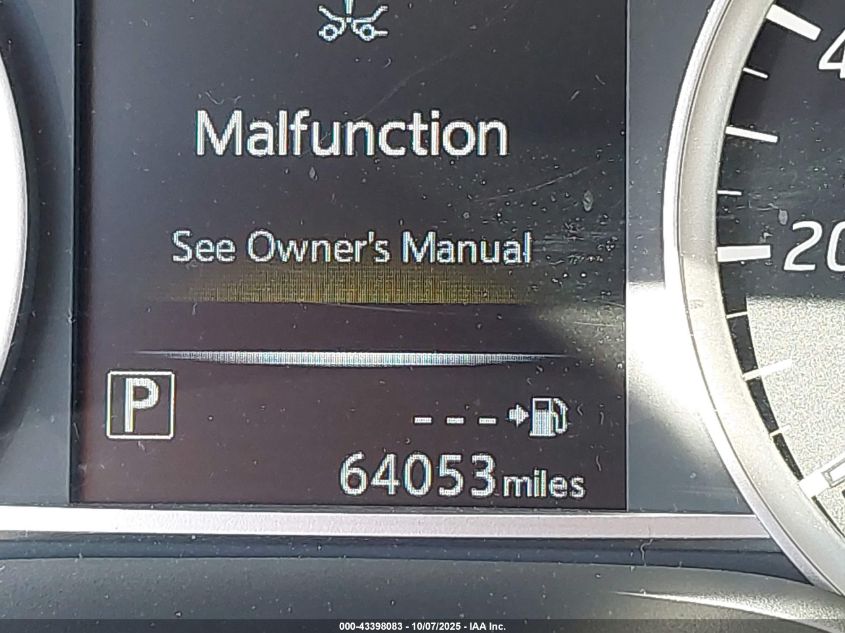 Malfunction
See Owner's Manual
P
---
64053 miles
20
4
000-43398083 - 10/07/2025 - IAA Inc.